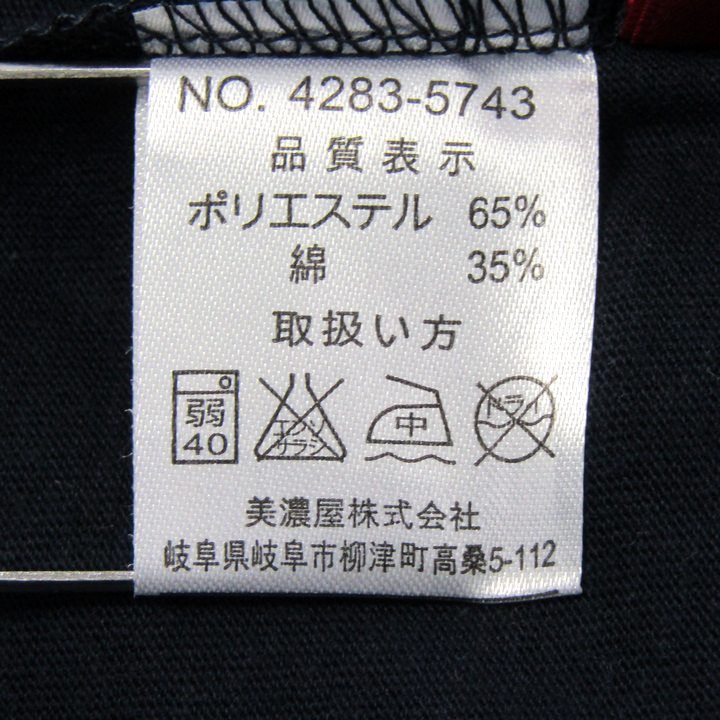 NO. 4283-5743
品質表示
ポリエステル 65%
綿 35%
取扱い方
弱 40 エンソ サラシ 中 ドライ
美濃屋株式会社
岐阜県岐阜市柳津町高桑5-112